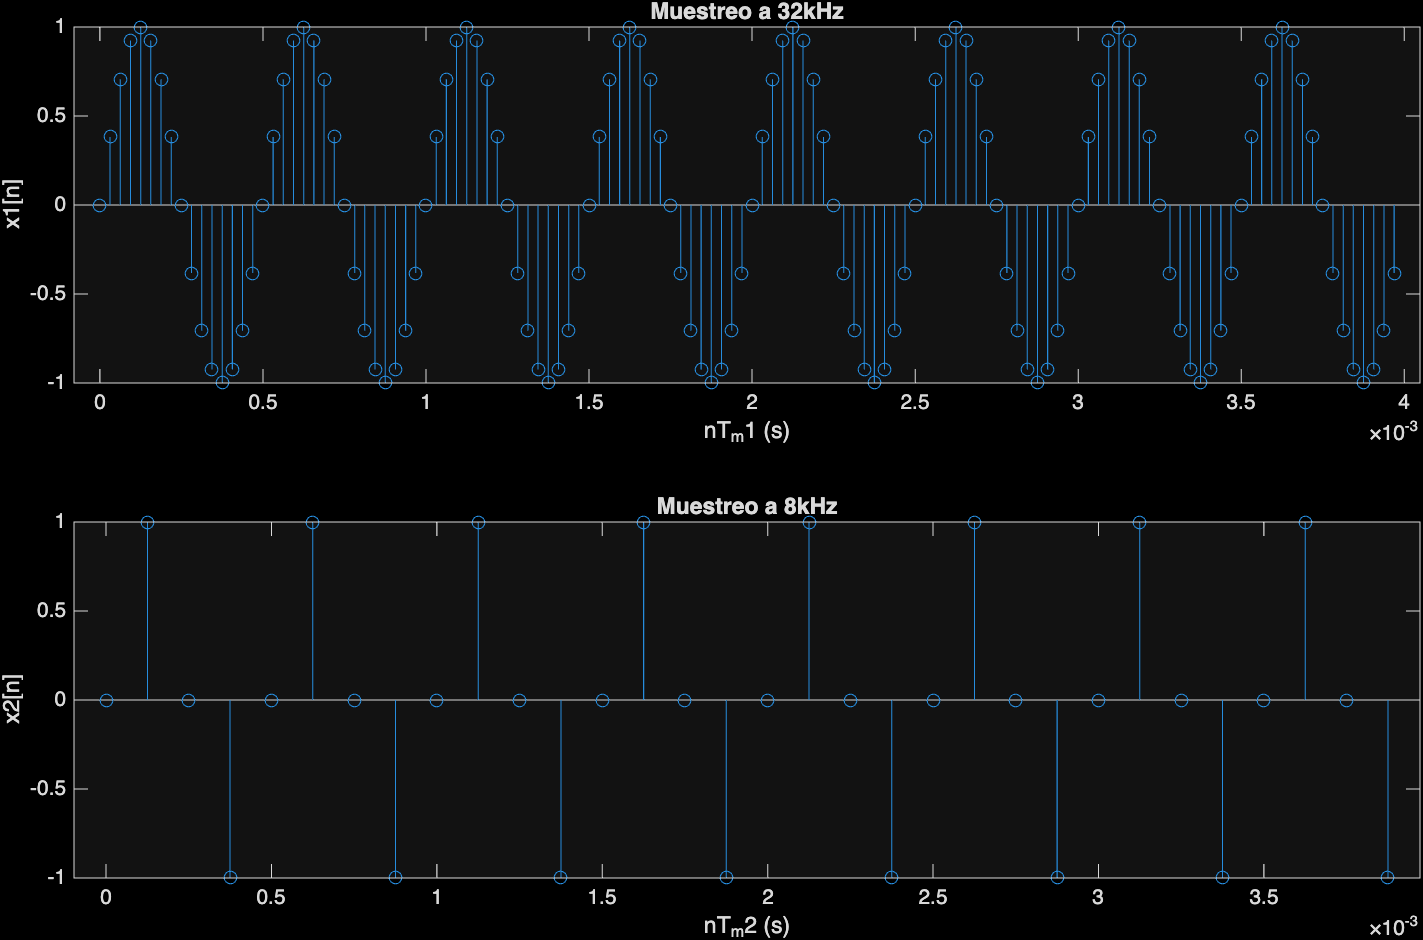 Muestreo a 32kHz
1
0.5
0
-0.5
-1
x1[n]
0 0.5 1 1.5 2 2.5 3 3.5 4
nTm1 (s)
×10-3
Muestreo a 8kHz
1
0.5
0
-0.5
-1
x2[n]
0 0.5 1 1.5 2 2.5 3 3.5
nTm2 (s)
×10-3